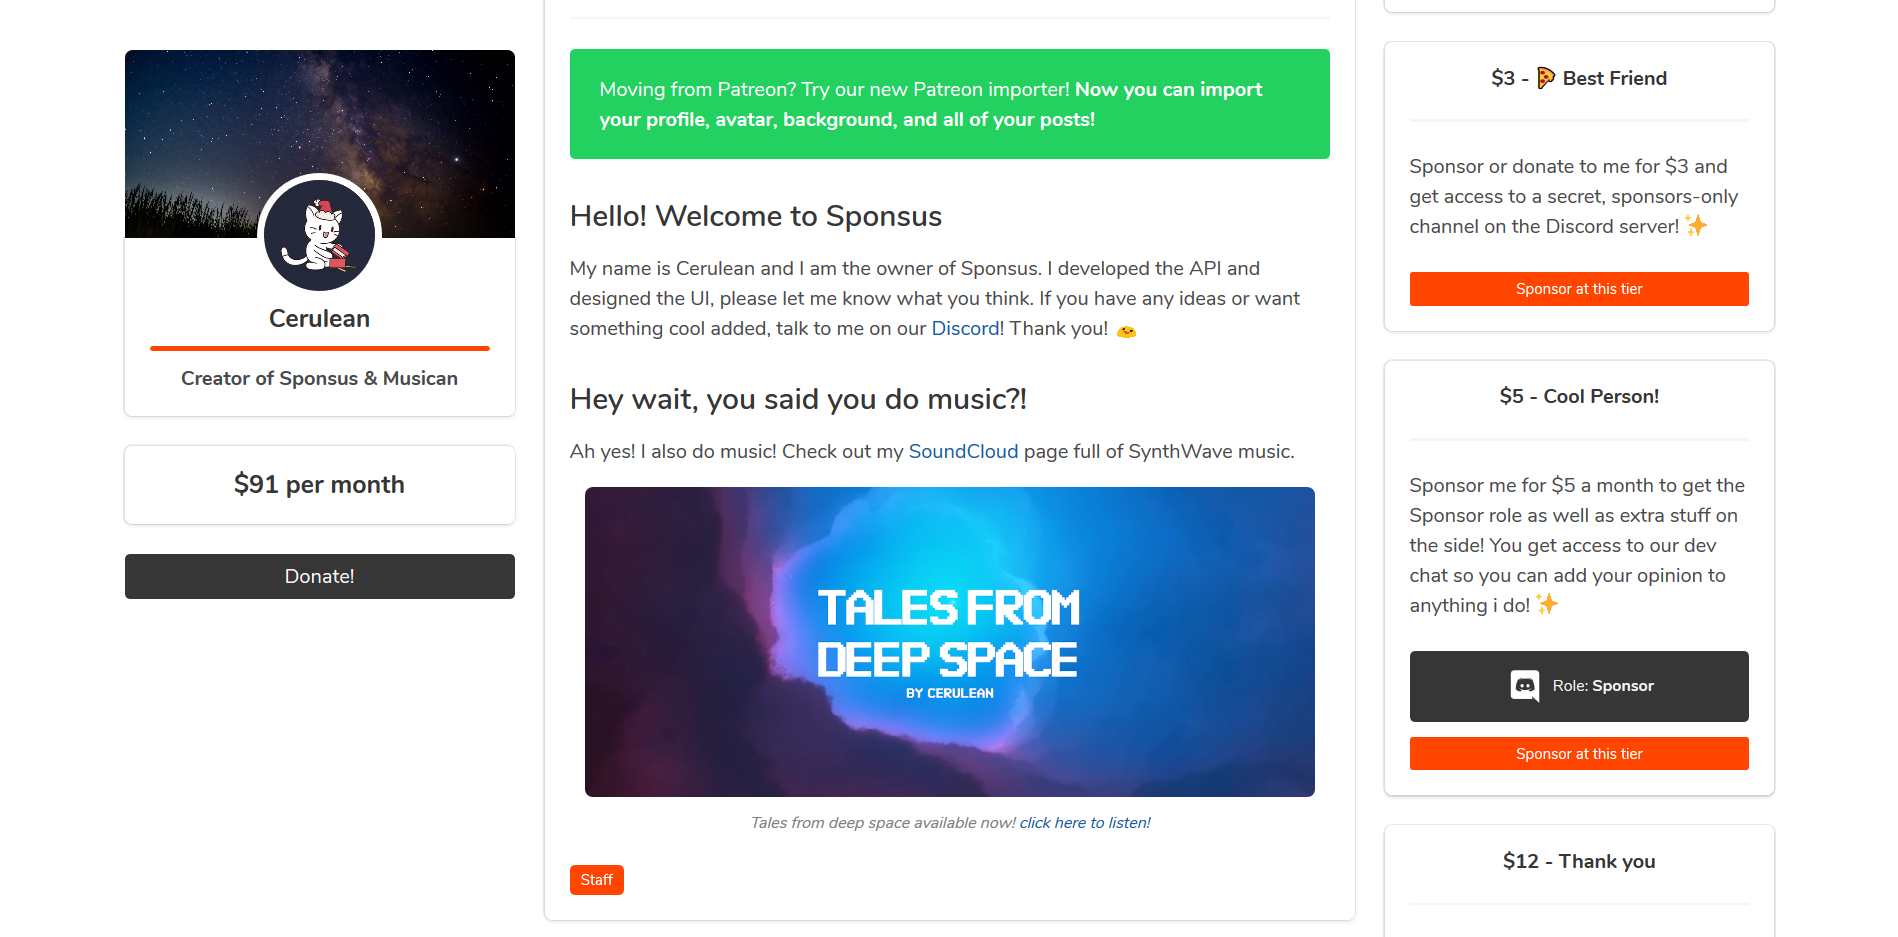 Cerulean
Creator of Sponsus & Musican
$91 per month
Donate!
Moving from Patreon? Try our new Patreon importer! Now you can import
your profile, avatar, background, and all of your posts!
Hello! Welcome to Sponsus
My name is Cerulean and I am the owner of Sponsus. I developed the API and
designed the UI, please let me know what you think. If you have any ideas or want
something cool added, talk to me on our Discord! Thank you!
Hey wait, you said you do music?!
Ah yes! I also do music! Check out my SoundCloud page full of SynthWave music.
TALES FROM
DEEP SPACE
BY CERULEAN
Tales from deep space available now! click here to listen!
Staff
$3 - 🍕 Best Friend
Sponsor or donate to me for $3 and
get access to a secret, sponsors-only
channel on the Discord server! ✨
Sponsor at this tier
$5 - Cool Person!
Sponsor me for $5 a month to get the
Sponsor role as well as extra stuff on
the side! You get access to our dev
chat so you can add your opinion to
anything i do! ✨
Role: Sponsor
Sponsor at this tier
$12 - Thank you